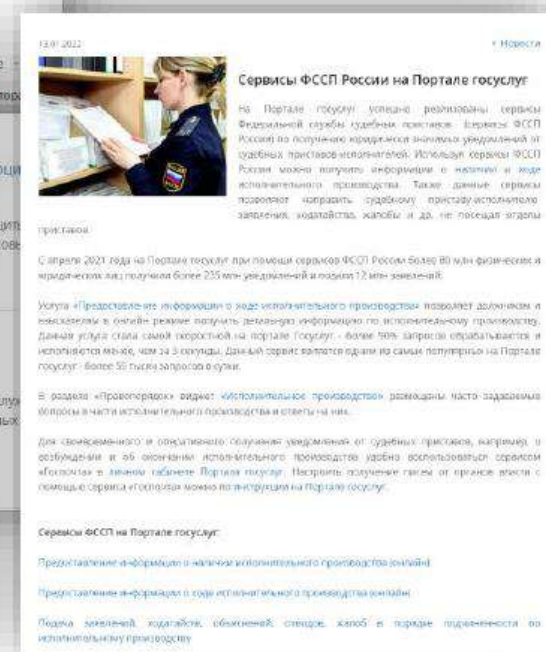 13.01.2022
< Новости
Сервисы ФССП России на Портале госуслуг
На Портале госуслуг успешно реализованы сервисы
Федеральной службы судебных приставов (сервисы ФССП
России) по получению юридически значимых уведомлений от
судебных приставов-исполнителей. Используя сервисы ФССП
России можно получить информацию о наличии и ходе
исполнительного производства. Также данные сервисы
позволяют направить судебному приставу-исполнителю
заявления, ходатайства, жалобы и др. не посещая отделы
приставов.
С апреля 2021 года на Портале госуслуг при помощи сервисов ФССП России более 80 млн физических и
юридических лиц получили более 235 млн уведомлений и подали 12 млн заявлений.
Услуга «Предоставление информации о ходе исполнительного производства» позволяет должникам и
взыскателям в онлайн режиме получить детальную информацию по исполнительному производству.
Данная услуга стала самой скоростной на портале Госуслуг - более 90% запросов обрабатываются и
исполняются менее, чем за 3 секунды. Данный сервис является одним из самых популярных на Портале
госуслуг - более 55 тысяч запросов в сутки.
В разделе «Правопорядок» виджет «Исполнительное производство» размещены часто задаваемые
вопросы в части исполнительного производства и ответы на них.
Для своевременного и оперативного получения уведомления от судебных приставов, например, о
возбуждении и об окончании исполнительного производства удобно воспользоваться сервисом
«Госпочта» в личном кабинете Портала госуслуг. Настроить получение писем от органов власти с
помощью сервиса «Госпочта» можно по инструкции на Портале госуслуг.
Сервисы ФССП на Портале госуслуг:
Предоставление информации о наличии исполнительного производства (онлайн)
Предоставление информации о ходе исполнительного производства (онлайн)
Подача заявлений, ходатайств, объяснений, отводов, жалоб в порядке подчиненности по
исполнительному производству